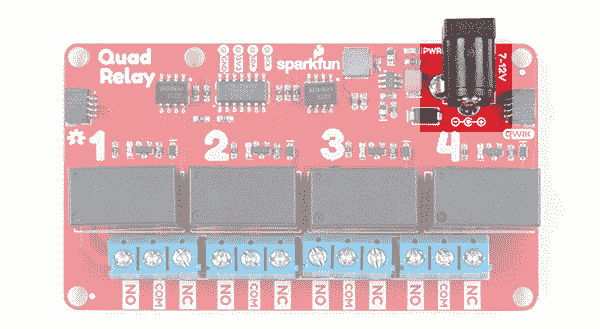 Quad
Relay
sparkfun
PWR
7-12V
qwiic
1 2 3 4
NO COM NC NO COM NC NO COM NC NO COM NC